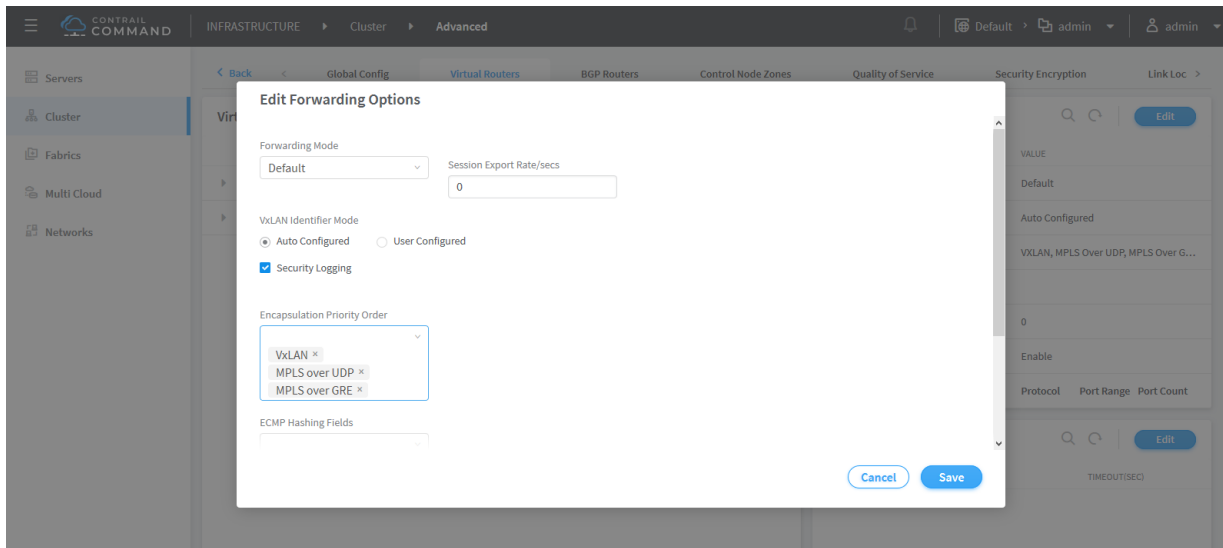 CONTRAIL
COMMAND
INFRASTRUCTURE Cluster Advanced
Default admin admin
Servers
Cluster
Fabrics
Multi Cloud
Networks
Back Global Config Virtual Routers BGP Routers Control Node Zones Quality of Service Security Encryption Link Loc
Virt
Edit
VALUE
Default
Auto Configured
VXLAN, MPLS Over UDP, MPLS Over G...
0
Enable
Protocol Port Range Port Count
Edit
TIMEOUT(SEC)
Edit Forwarding Options
Forwarding Mode
Default
Session Export Rate/secs
0
VxLAN Identifier Mode
Auto Configured User Configured
Security Logging
Encapsulation Priority Order
VxLAN ×
MPLS over UDP ×
MPLS over GRE ×
ECMP Hashing Fields
Cancel Save